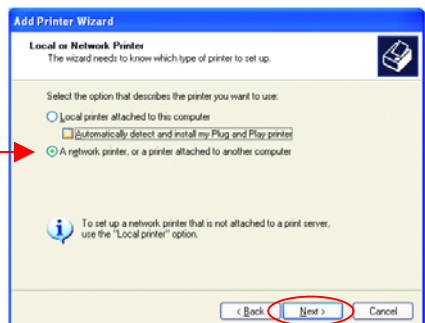 Add Printer Wizard
Local or Network Printer
The wizard needs to know which type of printer to set up.
Select the option that describes the printer you want to use:
Local printer attached to this computer
Automatically detect and install my Plug and Play printer
A network printer, or a printer attached to another computer
To set up a network printer that is not attached to a print server,
use the "Local printer" option.
< Back Next > Cancel